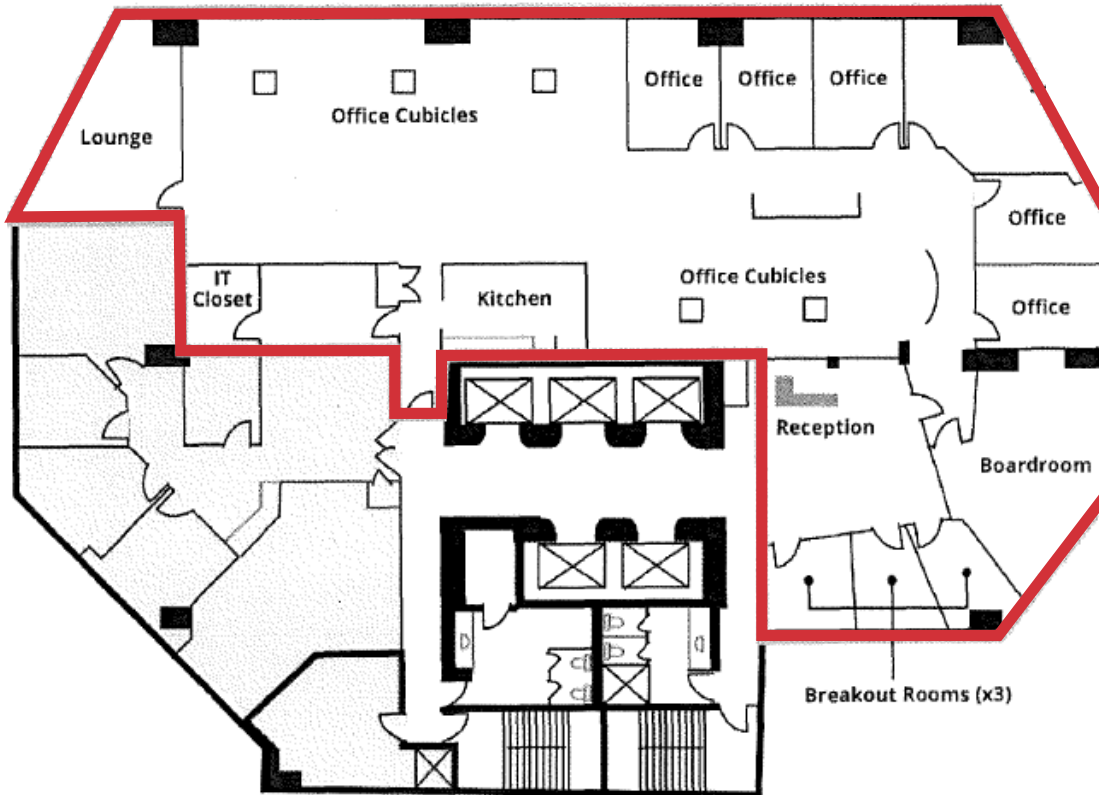 Office
Office
Office
Office Cubicles
Lounge
Office
IT
Closet
Kitchen
Office Cubicles
Office
Reception
Boardroom
Breakout Rooms (x3)